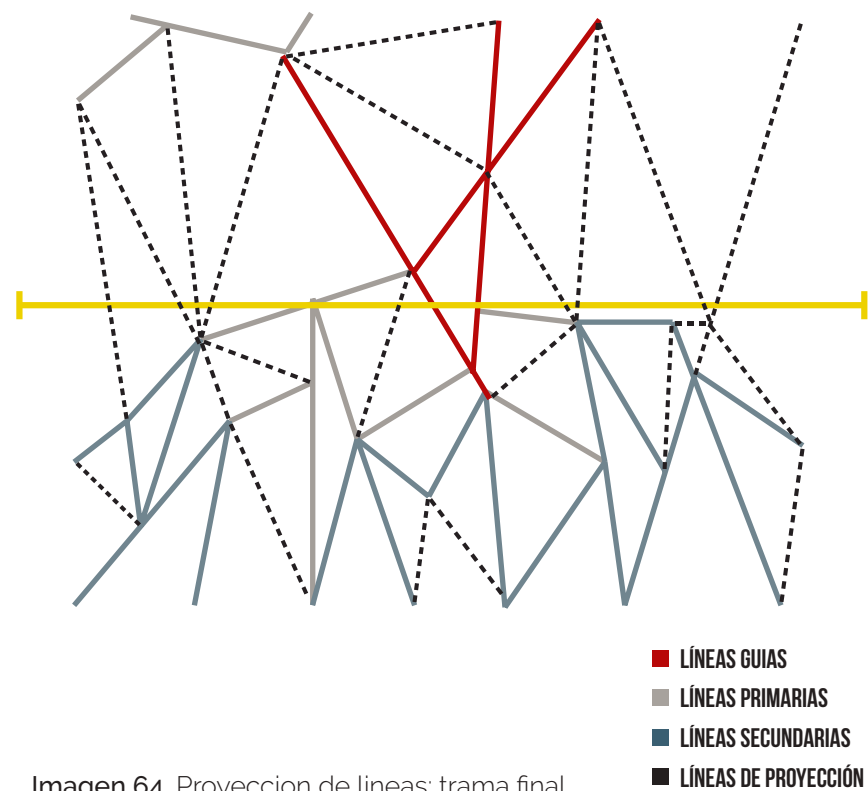 LÍNEAS GUIAS
LÍNEAS PRIMARIAS
LÍNEAS SECUNDARIAS
LÍNEAS DE PROYECCIÓN
Imagen 64. Proyeccion de lineas: trama final